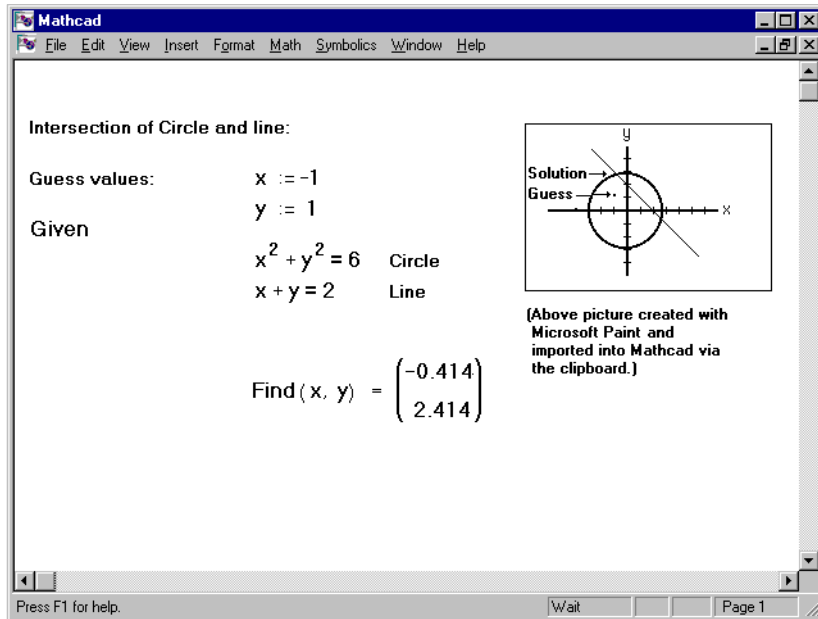 Mathcad
File Edit View Insert Format Math Symbolics Window Help
Intersection of Circle and line:
Guess values:
x := -1
y := 1
Given
x² + y² = 6 Circle
x + y = 2 Line
Find ( x, y ) = (-0.414
2.414)
y
Solution
Guess
x
(Above picture created with
Microsoft Paint and
imported into Mathcad via
the clipboard.)
Press F1 for help.
Wait
Page 1